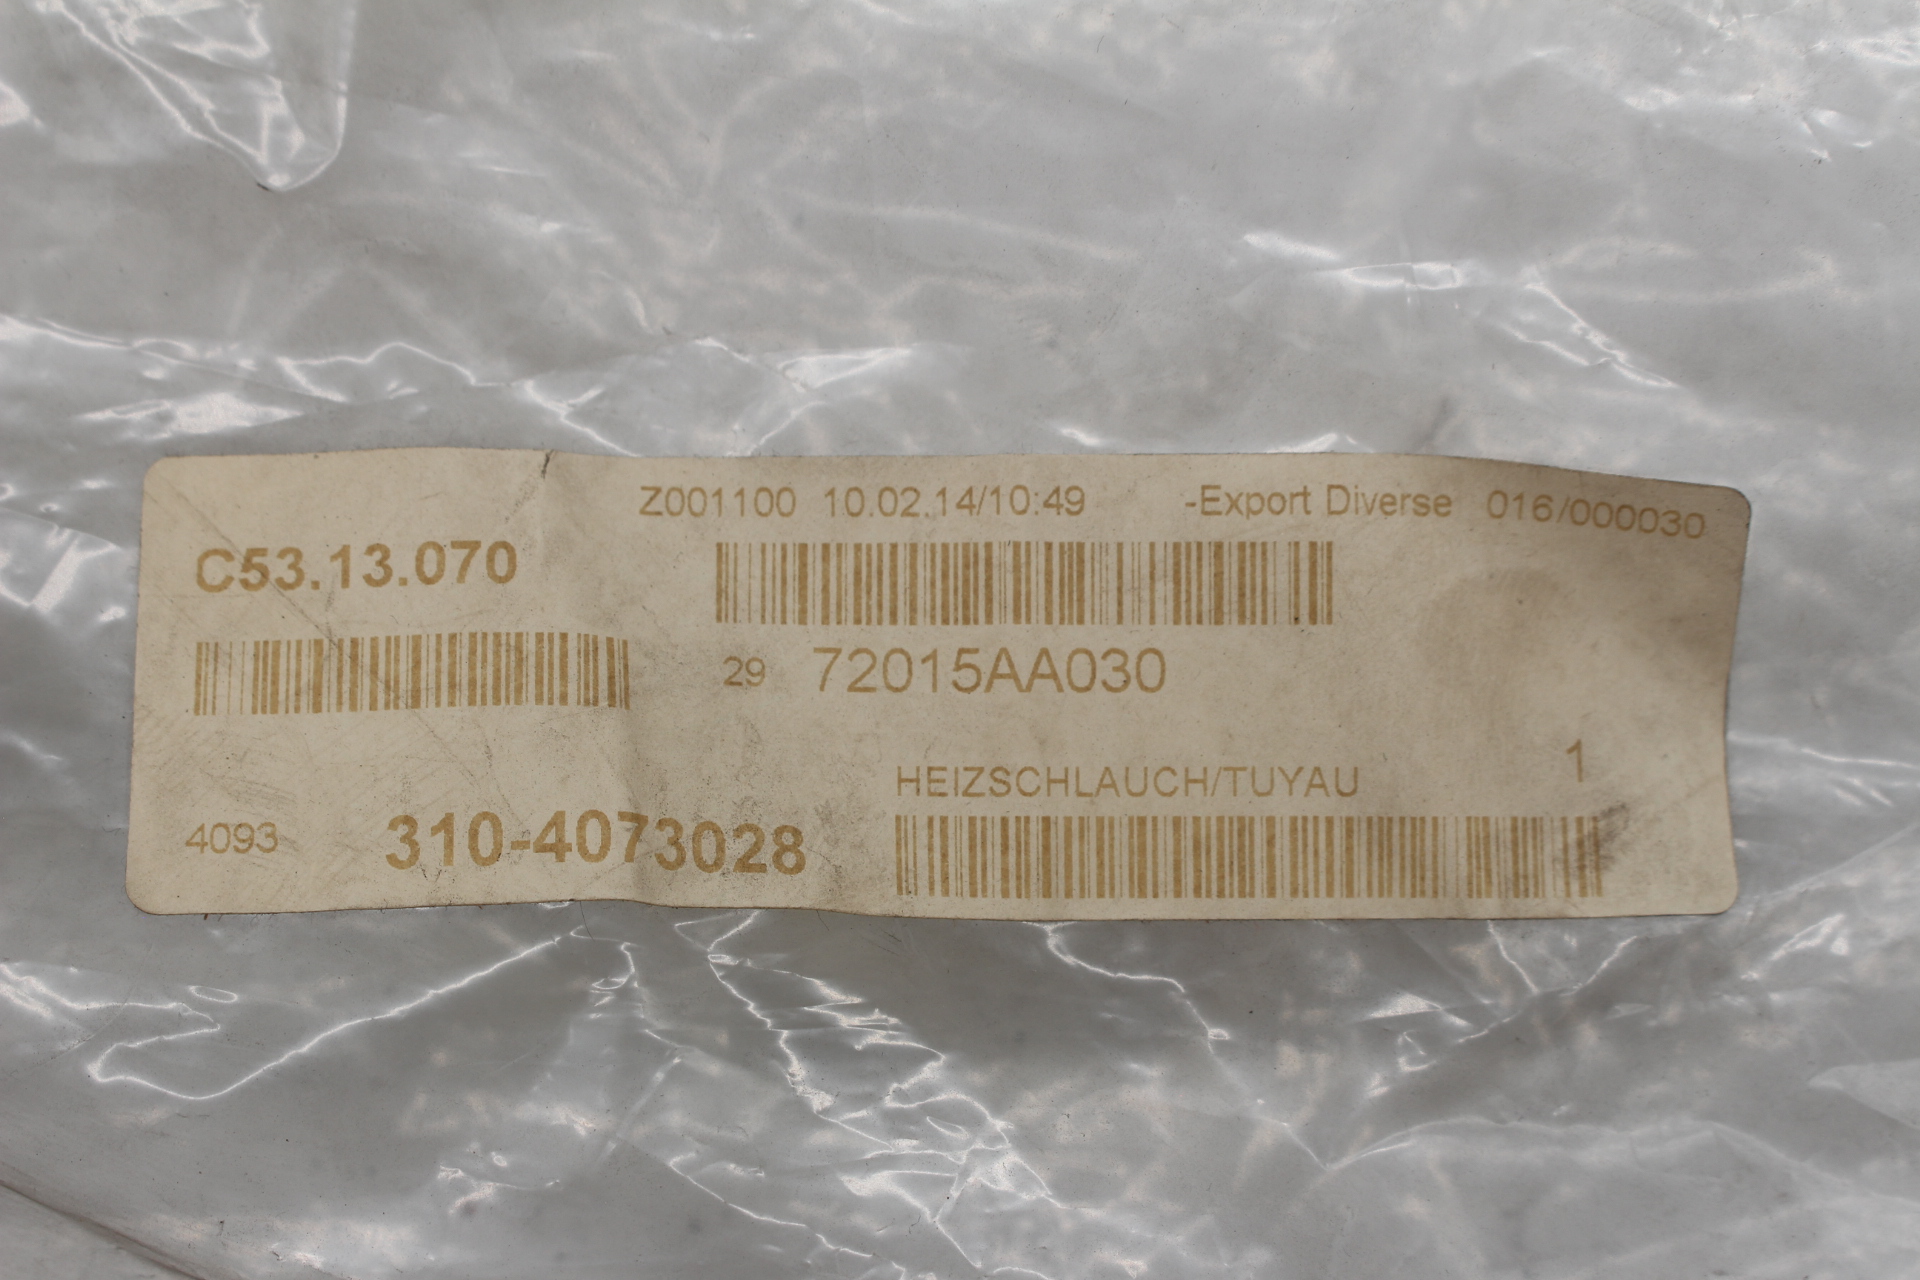 Z001100 10.02.14/10:49 -Export Diverse 016/000030
C53.13.070
29 72015AA030
HEIZSCHLAUCH/TUYAU 1
4093 310-4073028